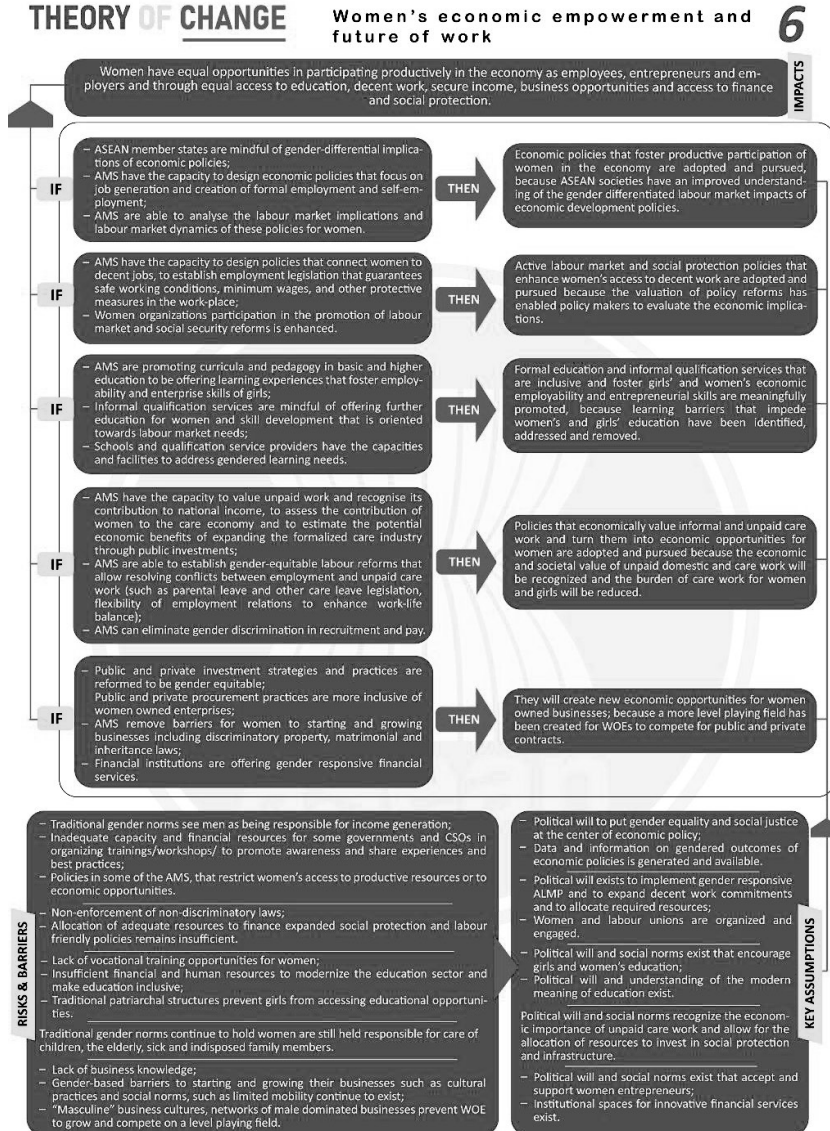 THEORY OF CHANGE
Women's economic empowerment and
future of work
6
Women have equal opportunities in participating productively in the economy as employees, entrepreneurs and em-
ployers and through equal access to education, decent work, secure income, business opportunities and access to finance
and social protection.
IMPACTS
IF
– ASEAN member states are mindful of gender-differential implica-
tions of economic policies;
– AMS have the capacity to design economic policies that focus on
job generation and creation of formal employment and self-em-
ployment;
– AMS are able to analyse the labour market implications and
labour market dynamics of these policies for women.
THEN
Economic policies that foster productive participation of
women in the economy are adopted and pursued,
because ASEAN societies have an improved understand-
ing of the gender differentiated labour market impacts of
economic development policies.
IF
– AMS have the capacity to design policies that connect women to
decent jobs, to establish employment legislation that guarantees
safe working conditions, minimum wages, and other protective
measures in the work-place;
– Women organizations participation in the promotion of labour
market and social security reforms is enhanced.
THEN
Active labour market and social protection policies that
enhance women's access to decent work are adopted and
pursued because the valuation of policy reforms has
enabled policy makers to evaluate the economic implica-
tions.
IF
– AMS are promoting curricula and pedagogy in basic and higher
education to be offering learning experiences that foster employ-
ability and enterprise skills of girls;
– Informal qualification services are mindful of offering further
education for women and skill development that is oriented
towards labour market needs;
– Schools and qualification service providers have the capacities
and facilities to address gendered learning needs.
THEN
Formal education and informal qualification services that
are inclusive and foster girls' and women's economic
employability and entrepreneurial skills are meaningfully
promoted, because learning barriers that impede
women's and girls' education have been identified,
addressed and removed.
IF
– AMS have the capacity to value unpaid work and recognise its
contribution to national income, to assess the contribution of
women to the care economy and to estimate the potential
economic benefits of expanding the formalized care industry
through public investments;
– AMS are able to establish gender-equitable labour reforms that
allow resolving conflicts between employment and unpaid care
work (such as parental leave and other care leave legislation,
flexibility of employment relations to enhance work-life
balance);
– AMS can eliminate gender discrimination in recruitment and pay.
THEN
Policies that economically value informal and unpaid care
work and turn them into economic opportunities for
women are adopted and pursued because the economic
and societal value of unpaid domestic and care work will
be recognized and the burden of care work for women
and girls will be reduced.
IF
– Public and private investment strategies and practices are
reformed to be gender equitable;
Public and private procurement practices are more inclusive of
women owned enterprises;
– AMS remove barriers for women to starting and growing
businesses including discriminatory property, matrimonial and
inheritance laws;
– Financial institutions are offering gender responsive financial
services.
THEN
They will create new economic opportunities for women
owned businesses; because a more level playing field has
been created for WOEs to compete for public and private
contracts.
RISKS & BARRIERS
– Traditional gender norms see men as being responsible for income generation;
– Inadequate capacity and financial resources for some governments and CSOs in
organizing trainings/workshops/ to promote awareness and share experiences and
best practices;
– Policies in some of the AMS, that restrict women's access to productive resources or to
economic opportunities.
– Non-enforcement of non-discriminatory laws;
– Allocation of adequate resources to finance expanded social protection and labour
friendly policies remains insufficient.
– Lack of vocational training opportunities for women;
– Insufficient financial and human resources to modernize the education sector and
make education inclusive;
– Traditional patriarchal structures prevent girls from accessing educational opportuni-
ties.
Traditional gender norms continue to hold women are still held responsible for care of
children, the elderly, sick and indisposed family members.
– Lack of business knowledge;
– Gender-based barriers to starting and growing their businesses such as cultural
practices and social norms, such as limited mobility continue to exist;
– "Masculine" business cultures, networks of male dominated businesses prevent WOE
to grow and compete on a level playing field.
– Political will to put gender equality and social justice
at the center of economic policy;
– Data and information on gendered outcomes of
economic policies is generated and available.
– Political will exists to implement gender responsive
ALMP and to expand decent work commitments
and to allocate required resources;
– Women and labour unions are organized and
engaged.
– Political will and social norms exist that encourage
girls and women's education;
– Political will and understanding of the modern
meaning of education exist.
Political will and social norms recognize the econom-
ic importance of unpaid care work and allow for the
allocation of resources to invest in social protection
and infrastructure.
– Political will and social norms exist that accept and
support women entrepreneurs;
– Institutional spaces for innovative financial services
exist.
KEY ASSUMPTIONS